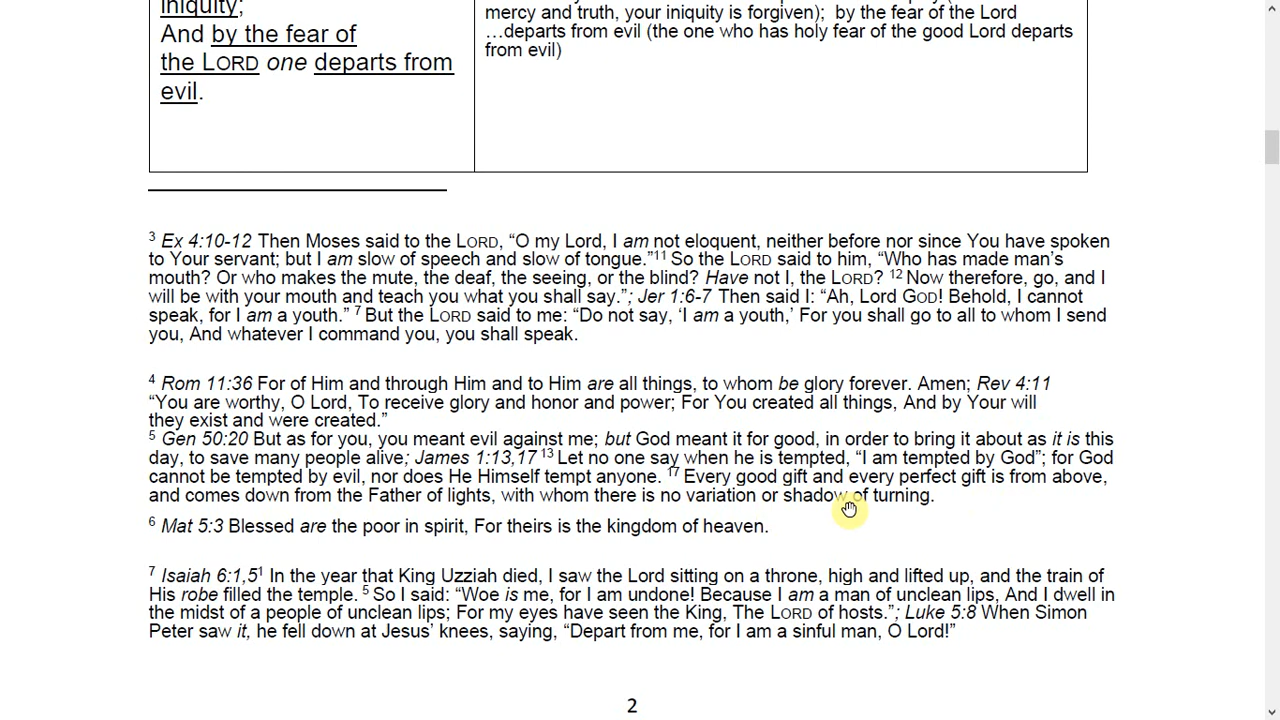 iniquity;
And by the fear of
the LORD one departs from
evil.
mercy and truth, your iniquity is forgiven);  by the fear of the Lord
…departs from evil (the one who has holy fear of the good Lord departs
from evil)
3 Ex 4:10-12 Then Moses said to the LORD, “O my Lord, I am not eloquent, neither before nor since You have spoken
to Your servant; but I am slow of speech and slow of tongue.”11 So the LORD said to him, “Who has made man’s
mouth? Or who makes the mute, the deaf, the seeing, or the blind? Have not I, the LORD? 12 Now therefore, go, and I
will be with your mouth and teach you what you shall say.”; Jer 1:6-7 Then said I: “Ah, Lord GOD! Behold, I cannot
speak, for I am a youth.” 7 But the LORD said to me: “Do not say, ‘I am a youth,’ For you shall go to all to whom I send
you, And whatever I command you, you shall speak.
4 Rom 11:36 For of Him and through Him and to Him are all things, to whom be glory forever. Amen; Rev 4:11
“You are worthy, O Lord, To receive glory and honor and power; For You created all things, And by Your will
they exist and were created.”
5 Gen 50:20 But as for you, you meant evil against me; but God meant it for good, in order to bring it about as it is this
day, to save many people alive; James 1:13,17 13 Let no one say when he is tempted, “I am tempted by God”; for God
cannot be tempted by evil, nor does He Himself tempt anyone. 17 Every good gift and every perfect gift is from above,
and comes down from the Father of lights, with whom there is no variation or shadow of turning.
6 Mat 5:3 Blessed are the poor in spirit, For theirs is the kingdom of heaven.
7 Isaiah 6:1,5 1 In the year that King Uzziah died, I saw the Lord sitting on a throne, high and lifted up, and the train of
His robe filled the temple. 5 So I said: “Woe is me, for I am undone! Because I am a man of unclean lips, And I dwell in
the midst of a people of unclean lips; For my eyes have seen the King, The LORD of hosts.”; Luke 5:8 When Simon
Peter saw it, he fell down at Jesus’ knees, saying, “Depart from me, for I am a sinful man, O Lord!”
2